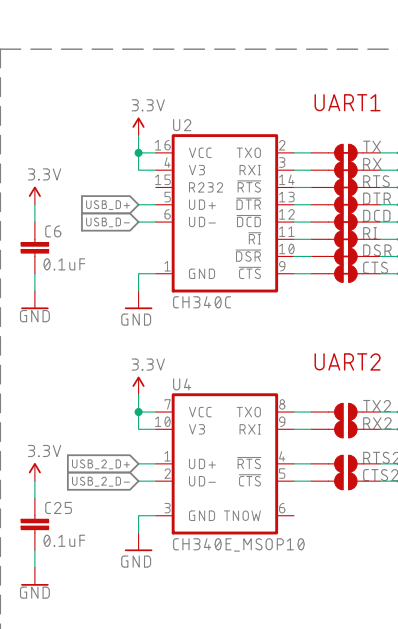 UART1
3.3V
U2
16 VCC TXO 2 TX
4 V3 RXI 3 RX
15 R232 RTS 14 RTS
USB_D+ 5 UD+ DTR 13 DTR
USB_D- 6 UD- DCD 12 DCD
RI 11 RI
DSR 10 DSR
1 GND CTS 9 CTS
CH340C
GND
3.3V
C6
0.1uF
GND
UART2
3.3V
U4
7 VCC TXO 8 TX2
10 V3 RXI 9 RX2
USB_2_D+ 1 UD+ RTS 4 RTS2
USB_2_D- 2 UD- CTS 5 CTS2
3 GND TNOW 6
CH340E_MSOP10
GND
3.3V
C25
0.1uF
GND